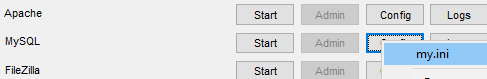 Apache Start Admin Config Logs
MySQL Start Admin
my.ini
FileZilla Start Admin